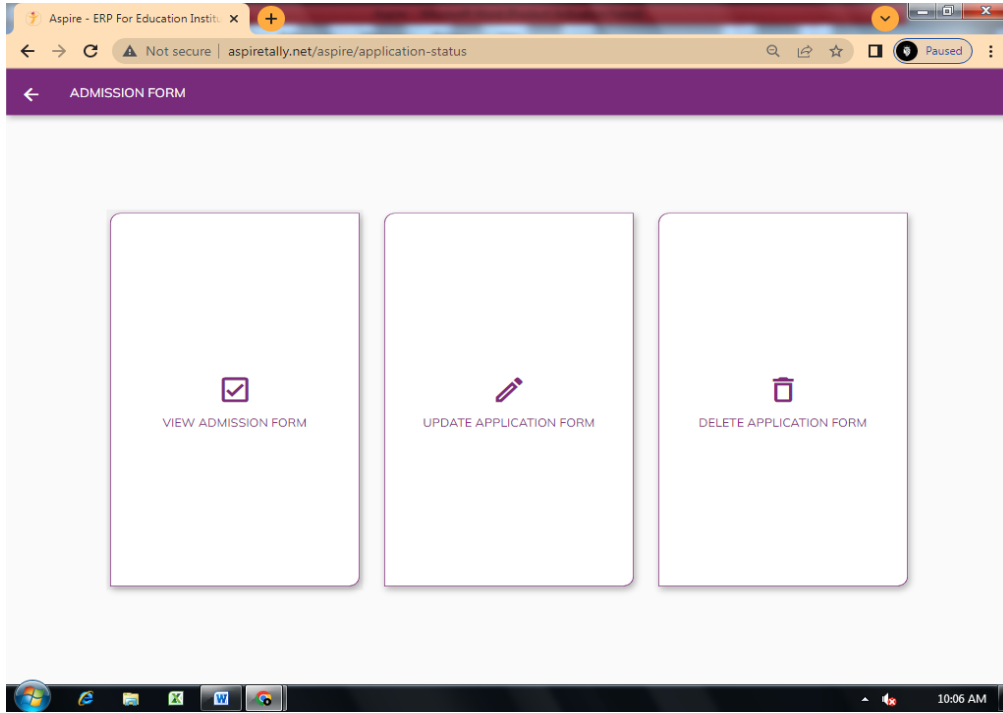 Aspire - ERP For Education Instit
Not secure | aspiretally.net/aspire/application-status
Paused
ADMISSION FORM
VIEW ADMISSION FORM
UPDATE APPLICATION FORM
DELETE APPLICATION FORM
10:06 AM